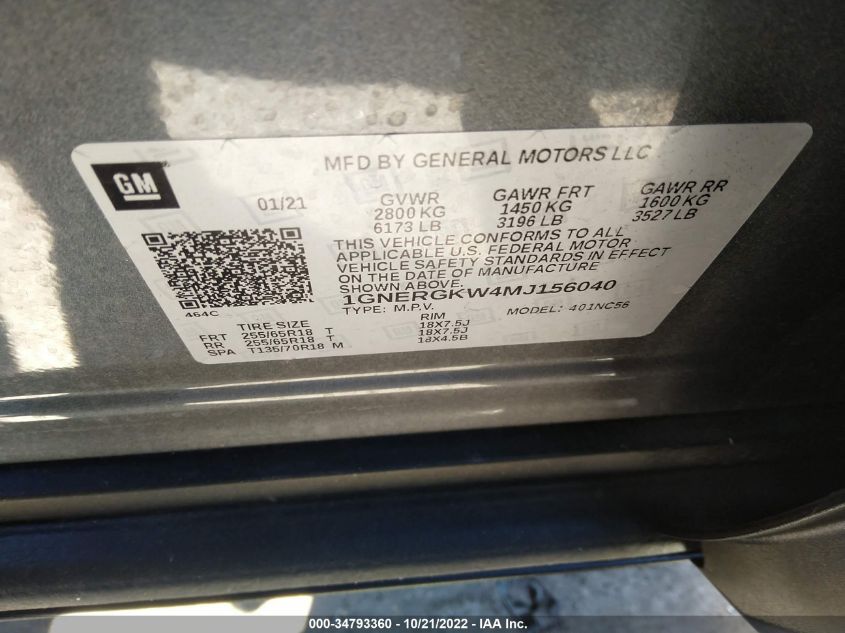 MFD BY GENERAL MOTORS LLC
GM
01/21
GVWR GAWR FRT GAWR RR
2800 KG 1450 KG 1600 KG
6173 LB 3196 LB 3527 LB
THIS VEHICLE CONFORMS TO ALL
APPLICABLE U.S. FEDERAL MOTOR
VEHICLE SAFETY STANDARDS IN EFFECT
ON THE DATE OF MANUFACTURE
SHOWN ABOVE.
464C
1GNERGKW4MJ156040
TYPE: M.P.V. MODEL: 401NC56
TIRE SIZE RIM
FRT 255/65R18 T 18X7.5J
RR 255/65R18 T 18X7.5J
SPA T135/70R18 M 18X4.5B
000-34793360 - 10/21/2022 - IAA Inc.